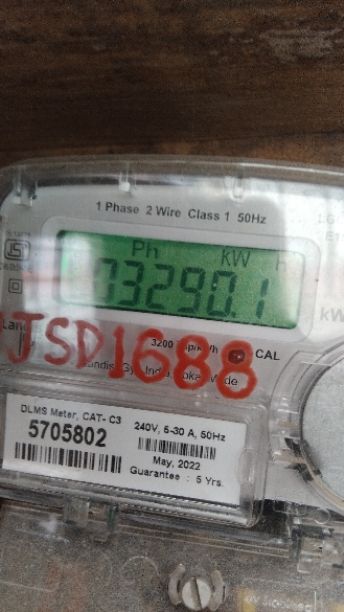 1 Phase 2 Wire Class 1 50Hz
Ph kW h
03290.1
3200
CAL
JSD1688
DLMS Meter, CAT- C3
5705802
240V, 5-30 A, 50Hz
May, 2022
Guarantee : 5 Yrs.